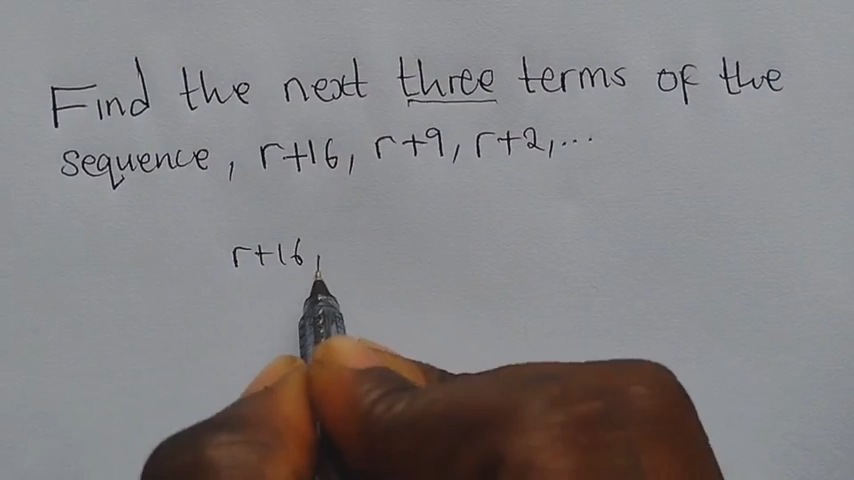 Find the next three terms of the
sequence, r+16, r+9, r+2,...
r+16,